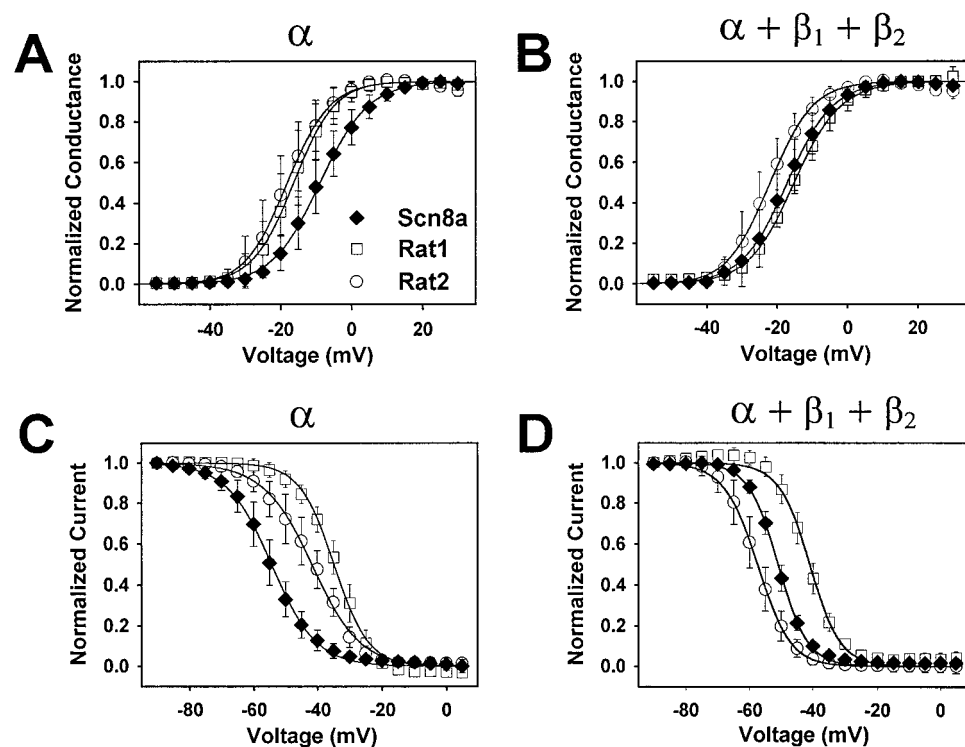 A
α
Normalized Conductance
1.0
0.8
0.6
0.4
0.2
0.0
Scn8a
Rat1
Rat2
-40 -20 0 20
Voltage (mV)
B
α + β₁ + β₂
Normalized Conductance
1.0
0.8
0.6
0.4
0.2
0.0
-40 -20 0 20
Voltage (mV)
C
α
Normalized Current
1.0
0.8
0.6
0.4
0.2
0.0
-80 -60 -40 -20 0
Voltage (mV)
D
α + β₁ + β₂
Normalized Current
1.0
0.8
0.6
0.4
0.2
0.0
-80 -60 -40 -20 0
Voltage (mV)